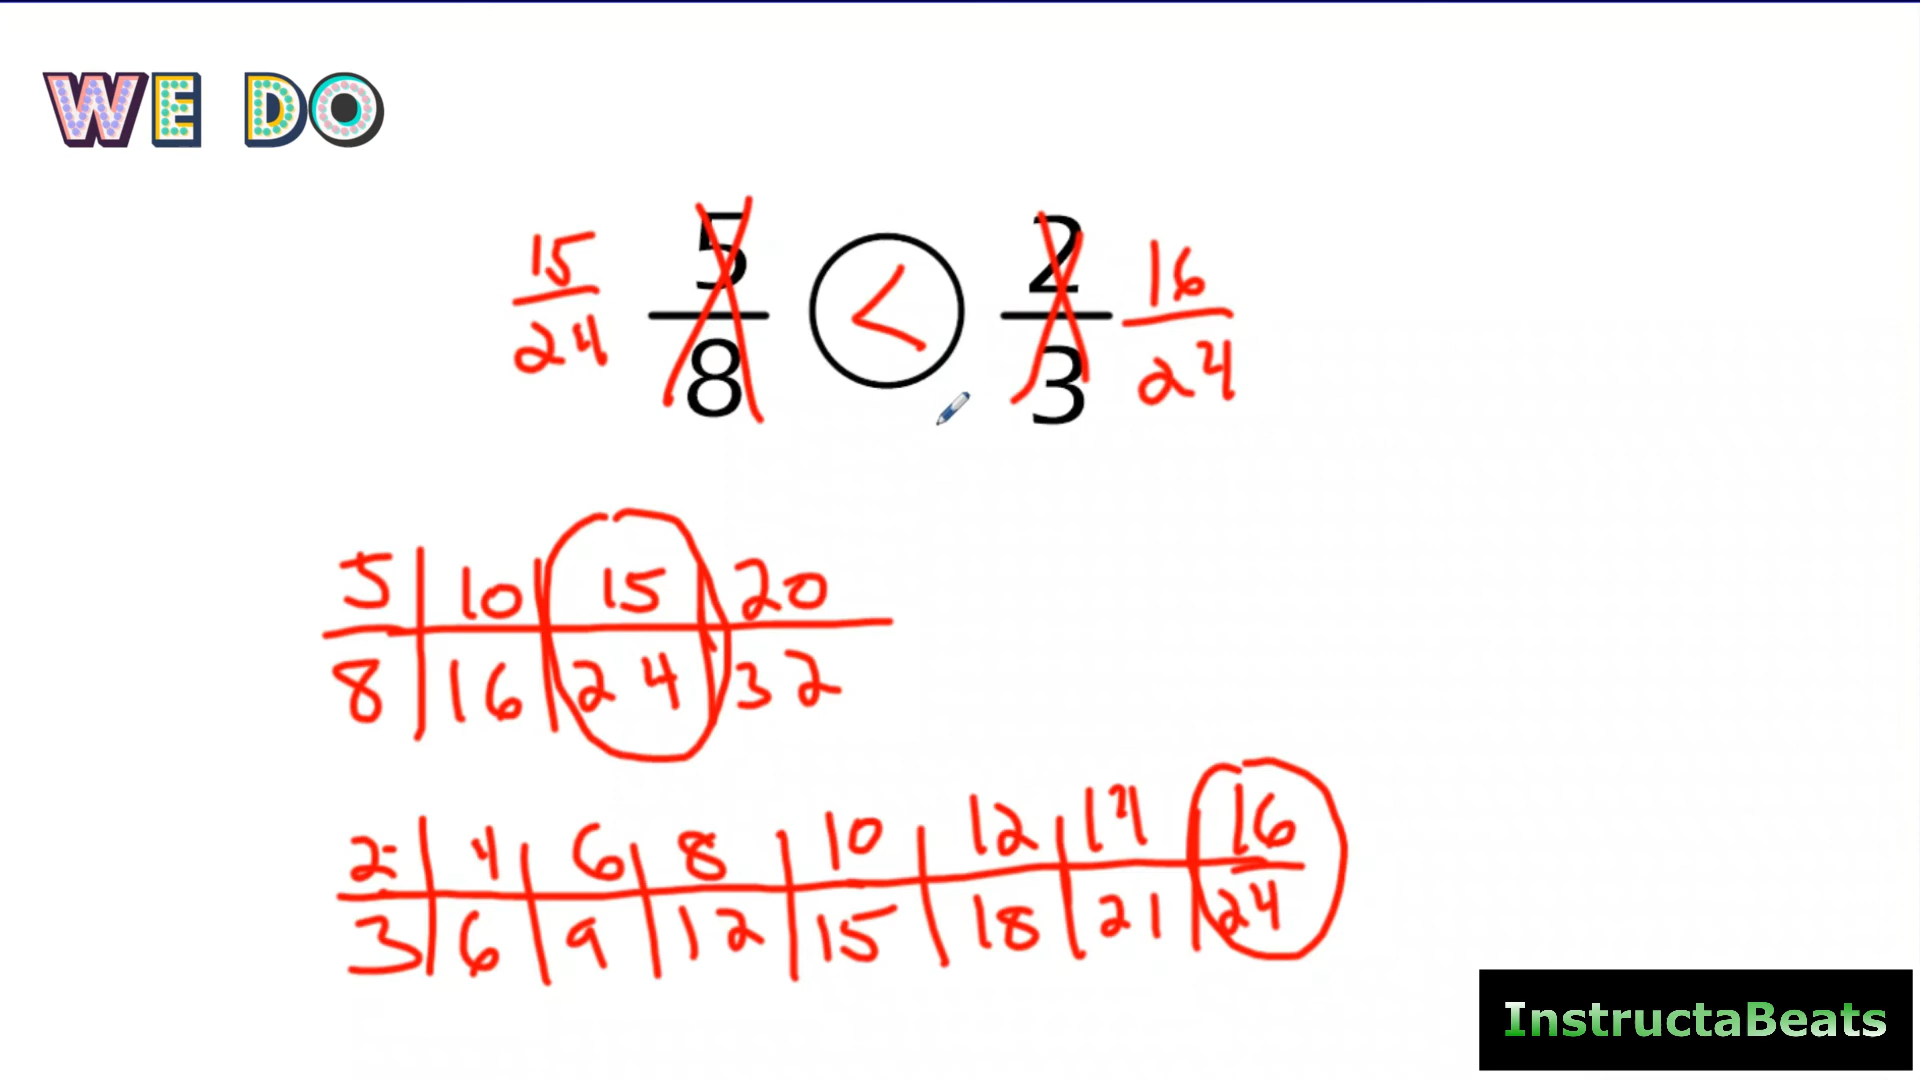 WE DO
15 5 < 2 16
24 8 3 24
5 10 15 20
8 16 24 32
2 4 6 8 10 12 14 16
3 6 9 12 15 18 21 24
InstructaBeats